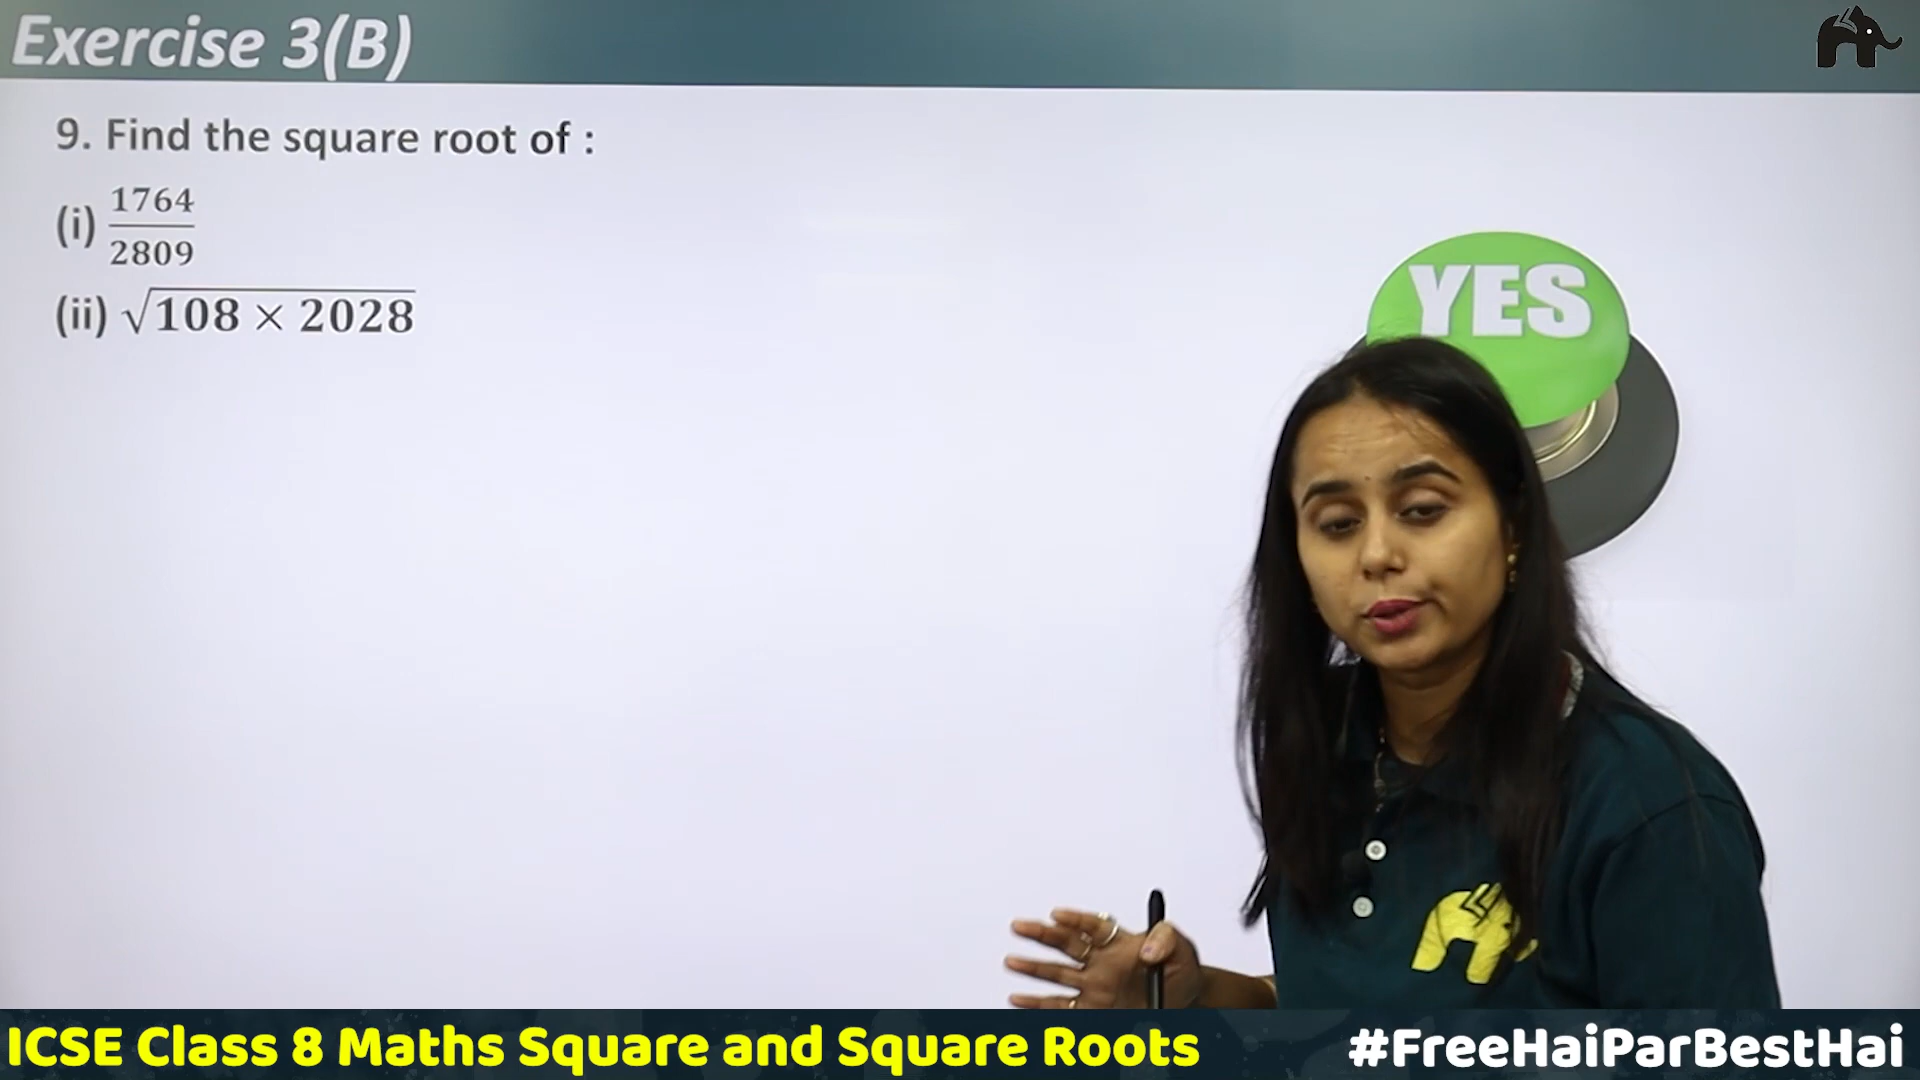 Exercise 3(B)
9. Find the square root of :
(i) 1764/2809
(ii) √108 × 2028
YES
ICSE Class 8 Maths Square and Square Roots
#FreeHaiParBestHai